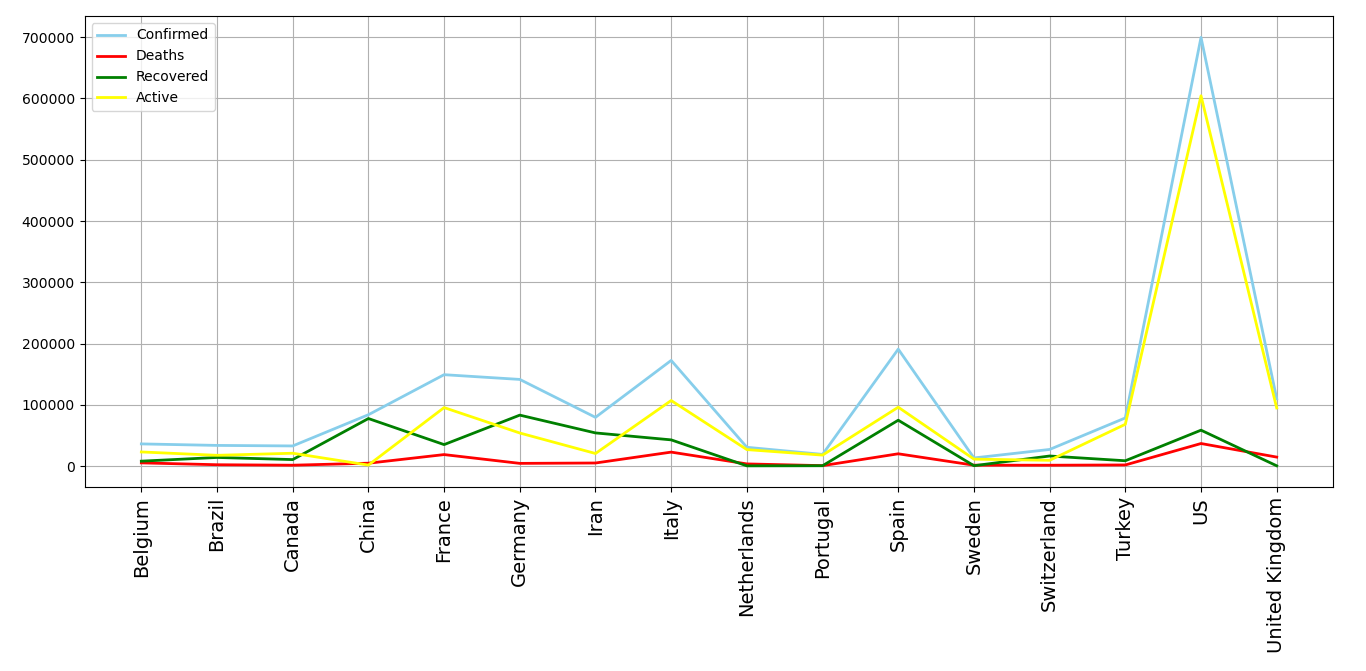 Confirmed
Deaths
Recovered
Active
700000
600000
500000
400000
300000
200000
100000
0
Belgium
Brazil
Canada
China
France
Germany
Iran
Italy
Netherlands
Portugal
Spain
Sweden
Switzerland
Turkey
US
United Kingdom